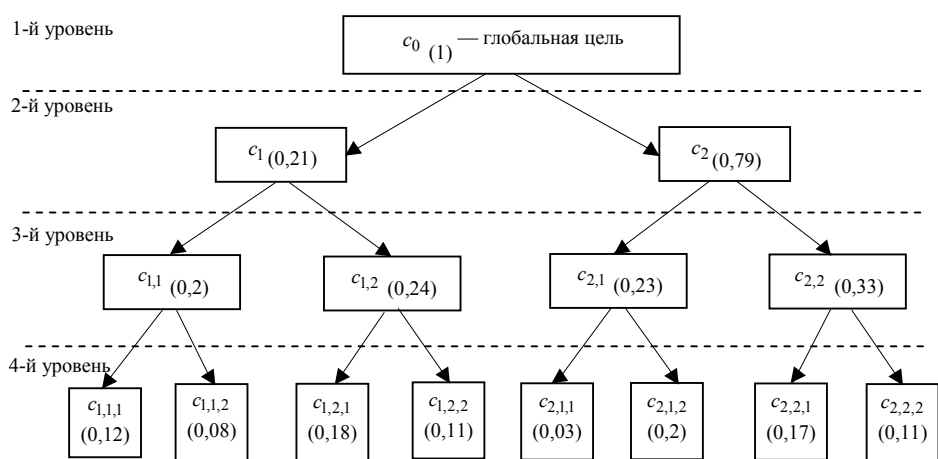 1-й уровень
c0 (1) — глобальная цель
2-й уровень
c1 (0,21)
c2 (0,79)
3-й уровень
c1,1 (0,2)
c1,2 (0,24)
c2,1 (0,23)
c2,2 (0,33)
4-й уровень
c1,1,1
(0,12)
c1,1,2
(0,08)
c1,2,1
(0,18)
c1,2,2
(0,11)
c2,1,1
(0,03)
c2,1,2
(0,2)
c2,2,1
(0,17)
c2,2,2
(0,11)